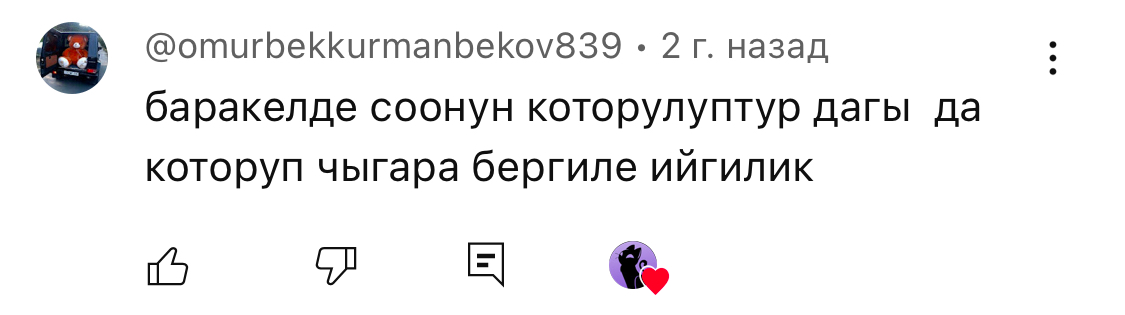 @omurbekkurmanbekov839 • 2 г. назад
баракелде соонун которулуптур дагы  да
которуп чыгара бергиле ийгилик